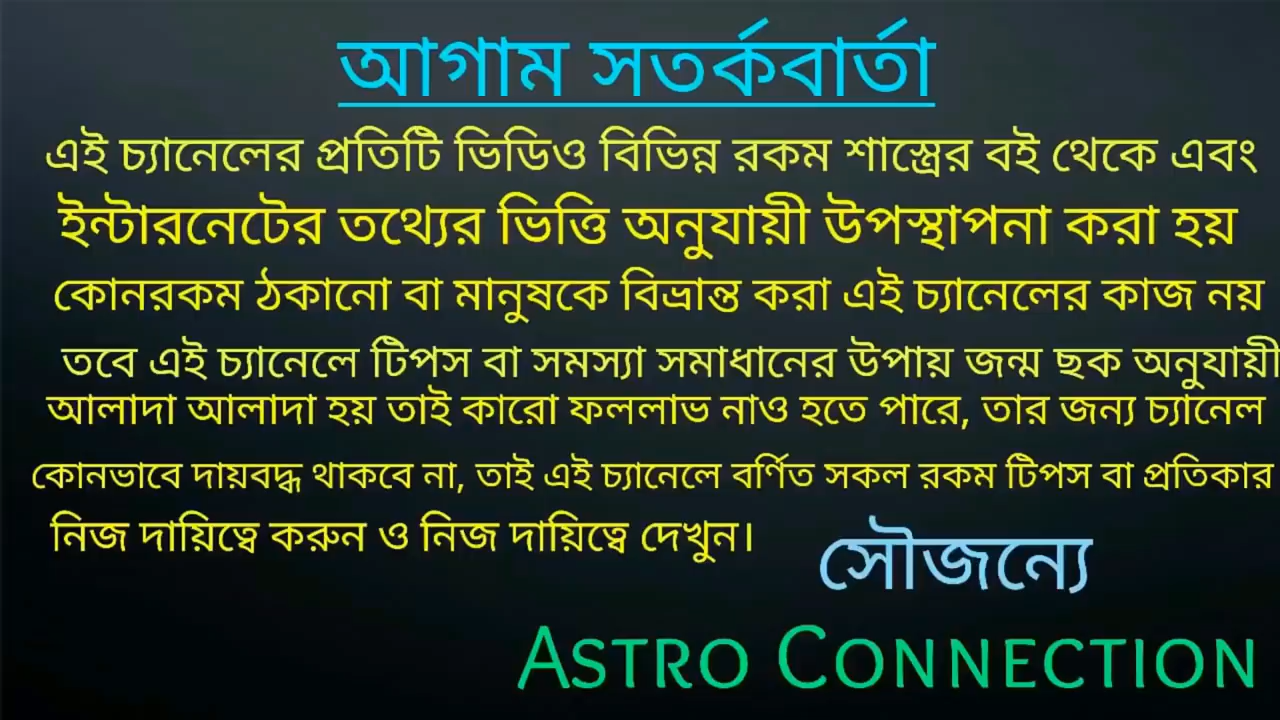 আগাম সতর্কবার্তা
এই চ্যানেলের প্রতিটি ভিডিও বিভিন্ন রকম শাস্ত্রের বই থেকে এবং
ইন্টারনেটের তথ্যের ভিত্তি অনুযায়ী উপস্থাপনা করা হয়
কোনরকম ঠকানো বা মানুষকে বিভ্রান্ত করা এই চ্যানেলের কাজ নয়
তবে এই চ্যানেলে টিপস বা সমস্যা সমাধানের উপায় জন্ম ছক অনুযায়ী
আলাদা আলাদা হয় তাই কারো ফললাভ নাও হতে পারে, তার জন্য চ্যানেল
কোনভাবে দায়বদ্ধ থাকবে না, তাই এই চ্যানেলে বর্ণিত সকল রকম টিপস বা প্রতিকার
নিজ দায়িত্বে করুন ও নিজ দায়িত্বে দেখুন।
সৌজন্যে
ASTRO CONNECTION